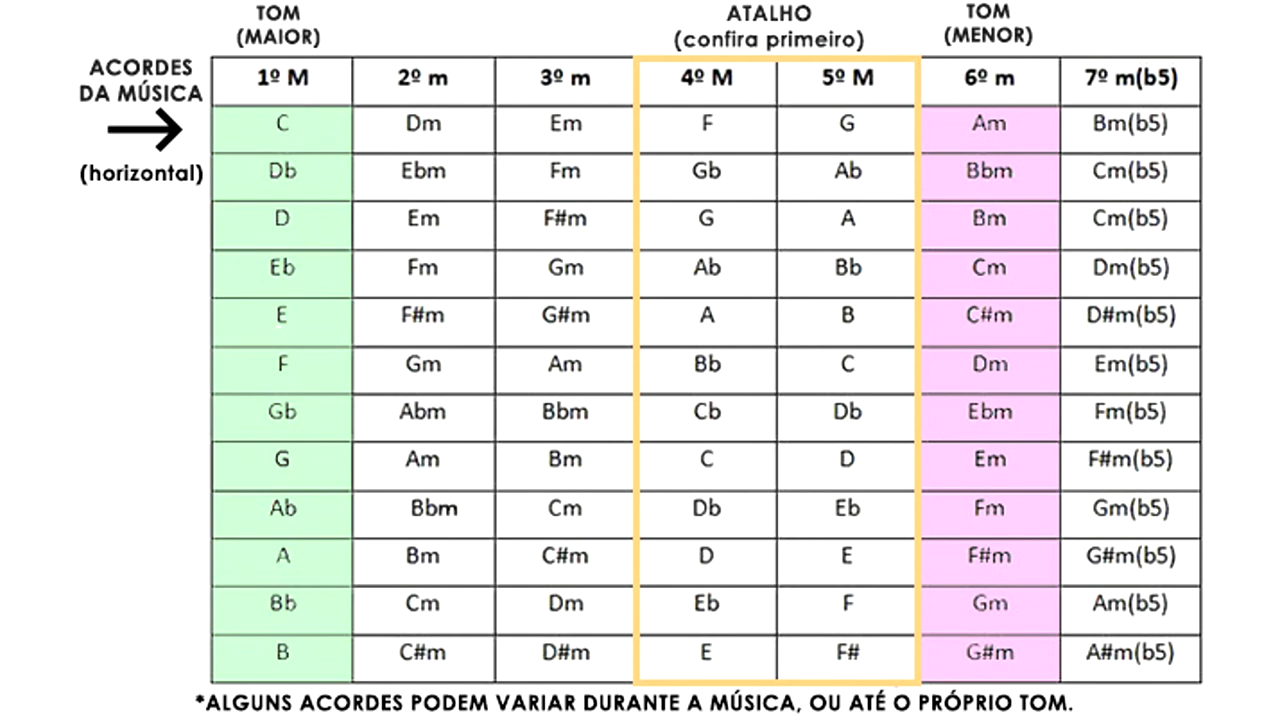 TOM
(MAIOR)
ATALHO
(confira primeiro)
TOM
(MENOR)
ACORDES
DA MÚSICA
(horizontal)
1º M 2º m 3º m 4º M 5º M 6º m 7º m(b5)
C Dm Em F G Am Bm(b5)
Db Ebm Fm Gb Ab Bbm Cm(b5)
D Em F#m G A Bm Cm(b5)
Eb Fm Gm Ab Bb Cm Dm(b5)
E F#m G#m A B C#m D#m(b5)
F Gm Am Bb C Dm Em(b5)
Gb Abm Bbm Cb Db Ebm Fm(b5)
G Am Bm C D Em F#m(b5)
Ab Bbm Cm Db Eb Fm Gm(b5)
A Bm C#m D E F#m G#m(b5)
Bb Cm Dm Eb F Gm Am(b5)
B C#m D#m E F# G#m A#m(b5)
*ALGUNS ACORDES PODEM VARIAR DURANTE A MÚSICA, OU ATÉ O PRÓPRIO TOM.